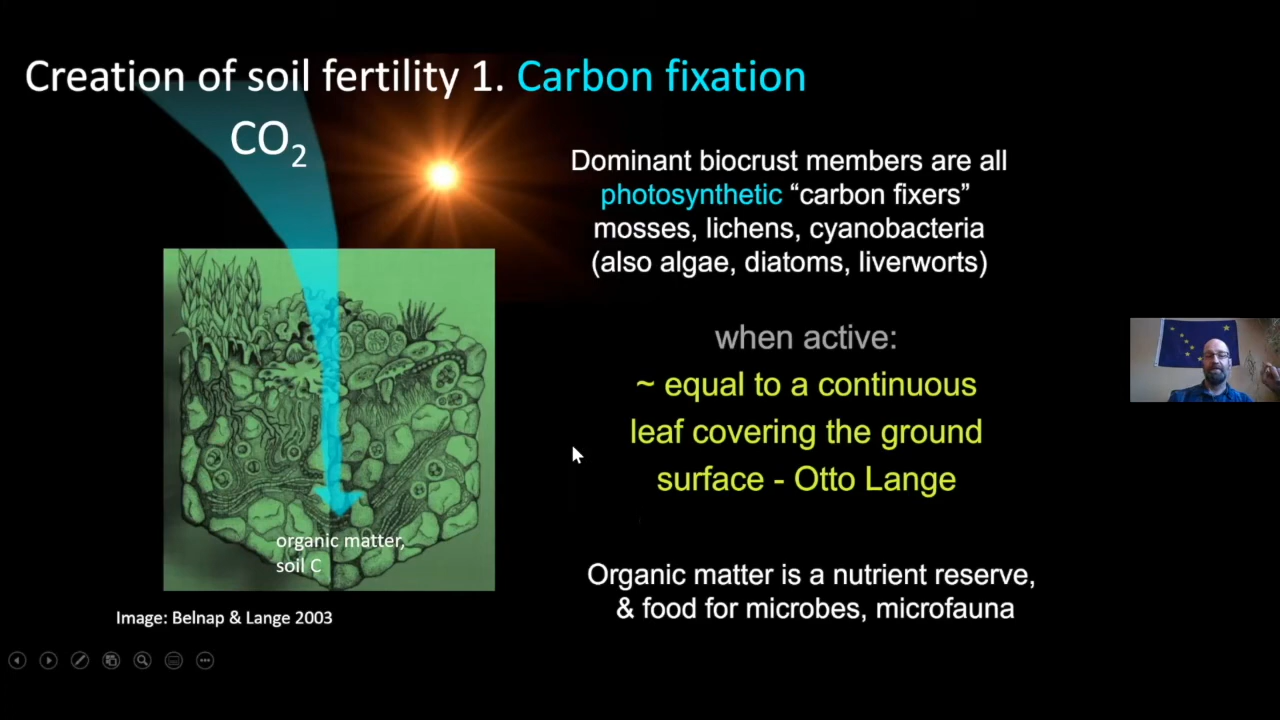 Creation of soil fertility 1. Carbon fixation
CO₂
Dominant biocrust members are all
photosynthetic “carbon fixers”
mosses, lichens, cyanobacteria
(also algae, diatoms, liverworts)
when active:
~ equal to a continuous
leaf covering the ground
surface - Otto Lange
organic matter,
soil C
Organic matter is a nutrient reserve,
& food for microbes, microfauna
Image: Belnap & Lange 2003